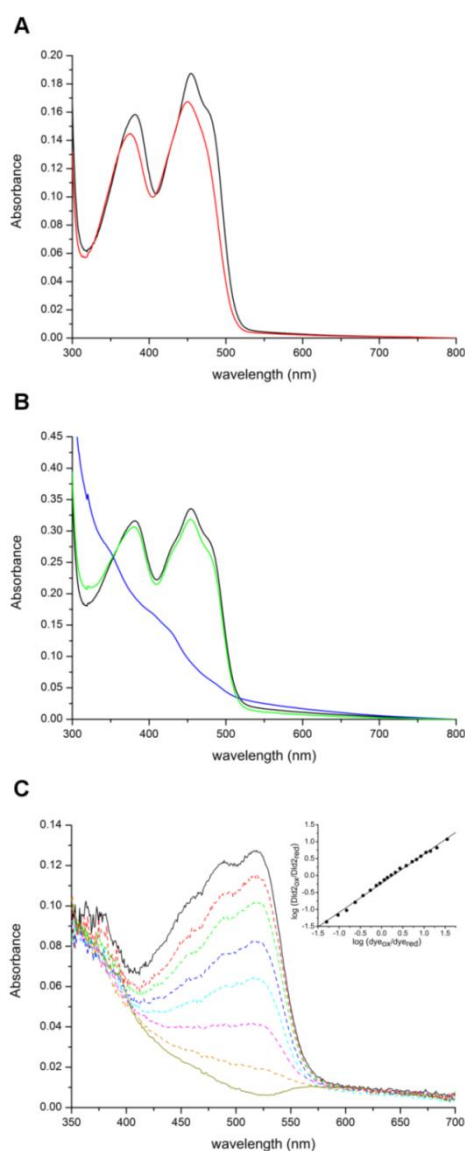 A
0.20
0.18
0.16
0.14
0.12
0.10
0.08
0.06
0.04
0.02
0.00
Absorbance
300 400 500 600 700 800
wavelength (nm)
B
0.45
0.40
0.35
0.30
0.25
0.20
0.15
0.10
0.05
0.00
Absorbance
300 400 500 600 700 800
wavelength (nm)
C
0.14
0.12
0.10
0.08
0.06
0.04
0.02
0.00
Absorbance
350 400 450 500 550 600 650 700
wavelength (nm)
1.5
1.0
0.5
0.0
-0.5
-1.0
-1.5
log (Dld2ox/Dld2red)
-1.5 -1.0 -0.5 0.0 0.5 1.0 1.5
log (dyeox/dyered)